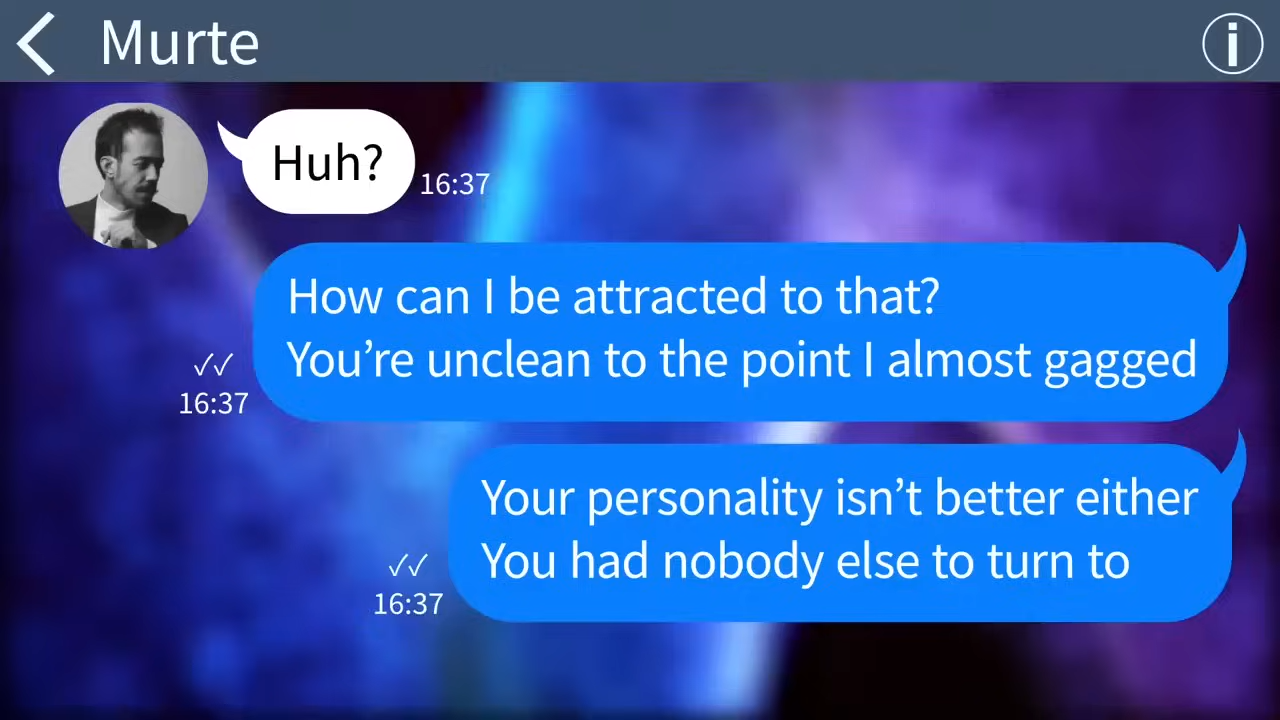 Murte
Huh?
16:37
How can I be attracted to that?
You’re unclean to the point I almost gagged
16:37
Your personality isn’t better either
You had nobody else to turn to
16:37